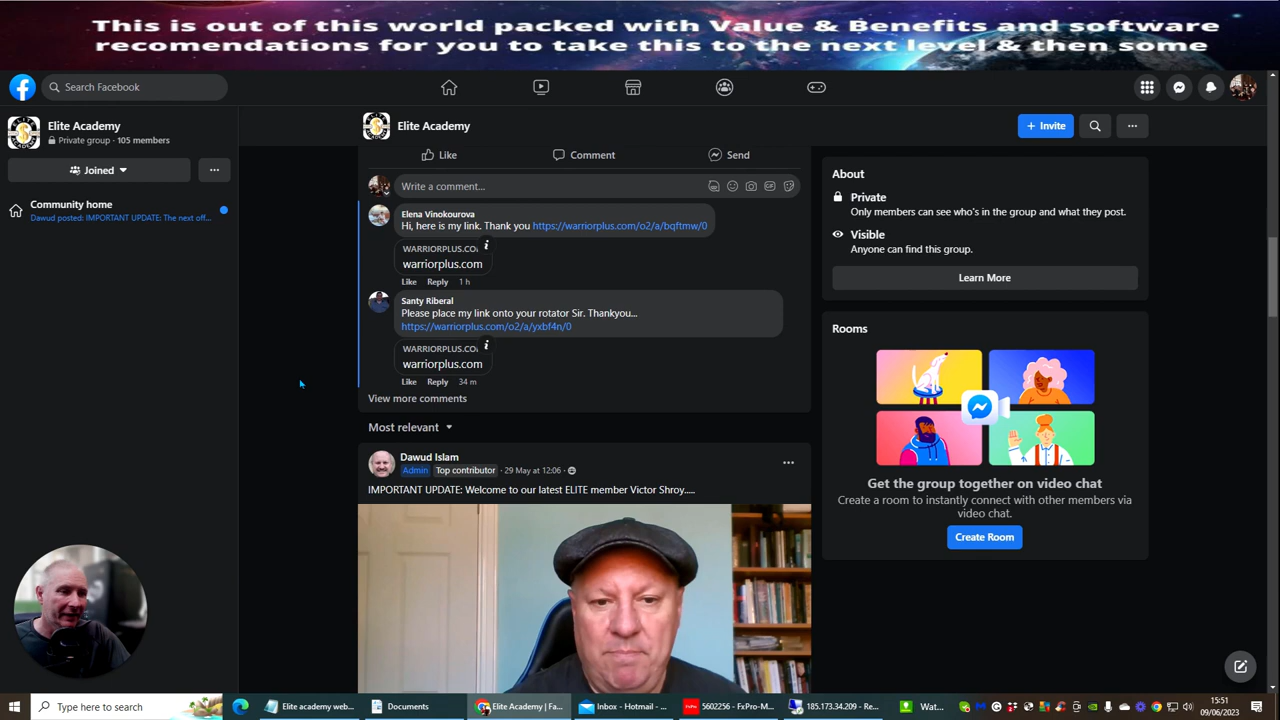 This is out of this world packed with Value & Benefits and software
recomendations for you to take this to the next level & then some
Search Facebook
Elite Academy
Private group · 105 members
Joined
Community home
Dawud posted: IMPORTANT UPDATE: The next off...
Elite Academy
+ Invite
Like
Comment
Send
Write a comment...
Elena Vinokourova
Hi, here is my link. Thank you https://warriorplus.com/o2/a/bqftmw/0
WARRIORPLUS.CO
warriorplus.com
Like Reply 1 h
Santy Riberal
Please place my link onto your rotator Sir. Thankyou...
https://warriorplus.com/o2/a/yxbf4n/0
WARRIORPLUS.CO
warriorplus.com
Like Reply 34 m
View more comments
Most relevant
Dawud Islam
Admin Top contributor · 29 May at 12:06 ·
IMPORTANT UPDATE: Welcome to our latest ELITE member Victor Shroy.....
About
Private
Only members can see who's in the group and what they post.
Visible
Anyone can find this group.
Learn More
Rooms
Get the group together on video chat
Create a room to instantly connect with other members via
video chat.
Create Room
Type here to search
Elite academy web...
Documents
Elite Academy | Fa...
Inbox - Hotmail - ...
FxPro
5602256 - FxPro-M...
185.173.34.209 - Re...
Wat...
15:51
09/06/2023